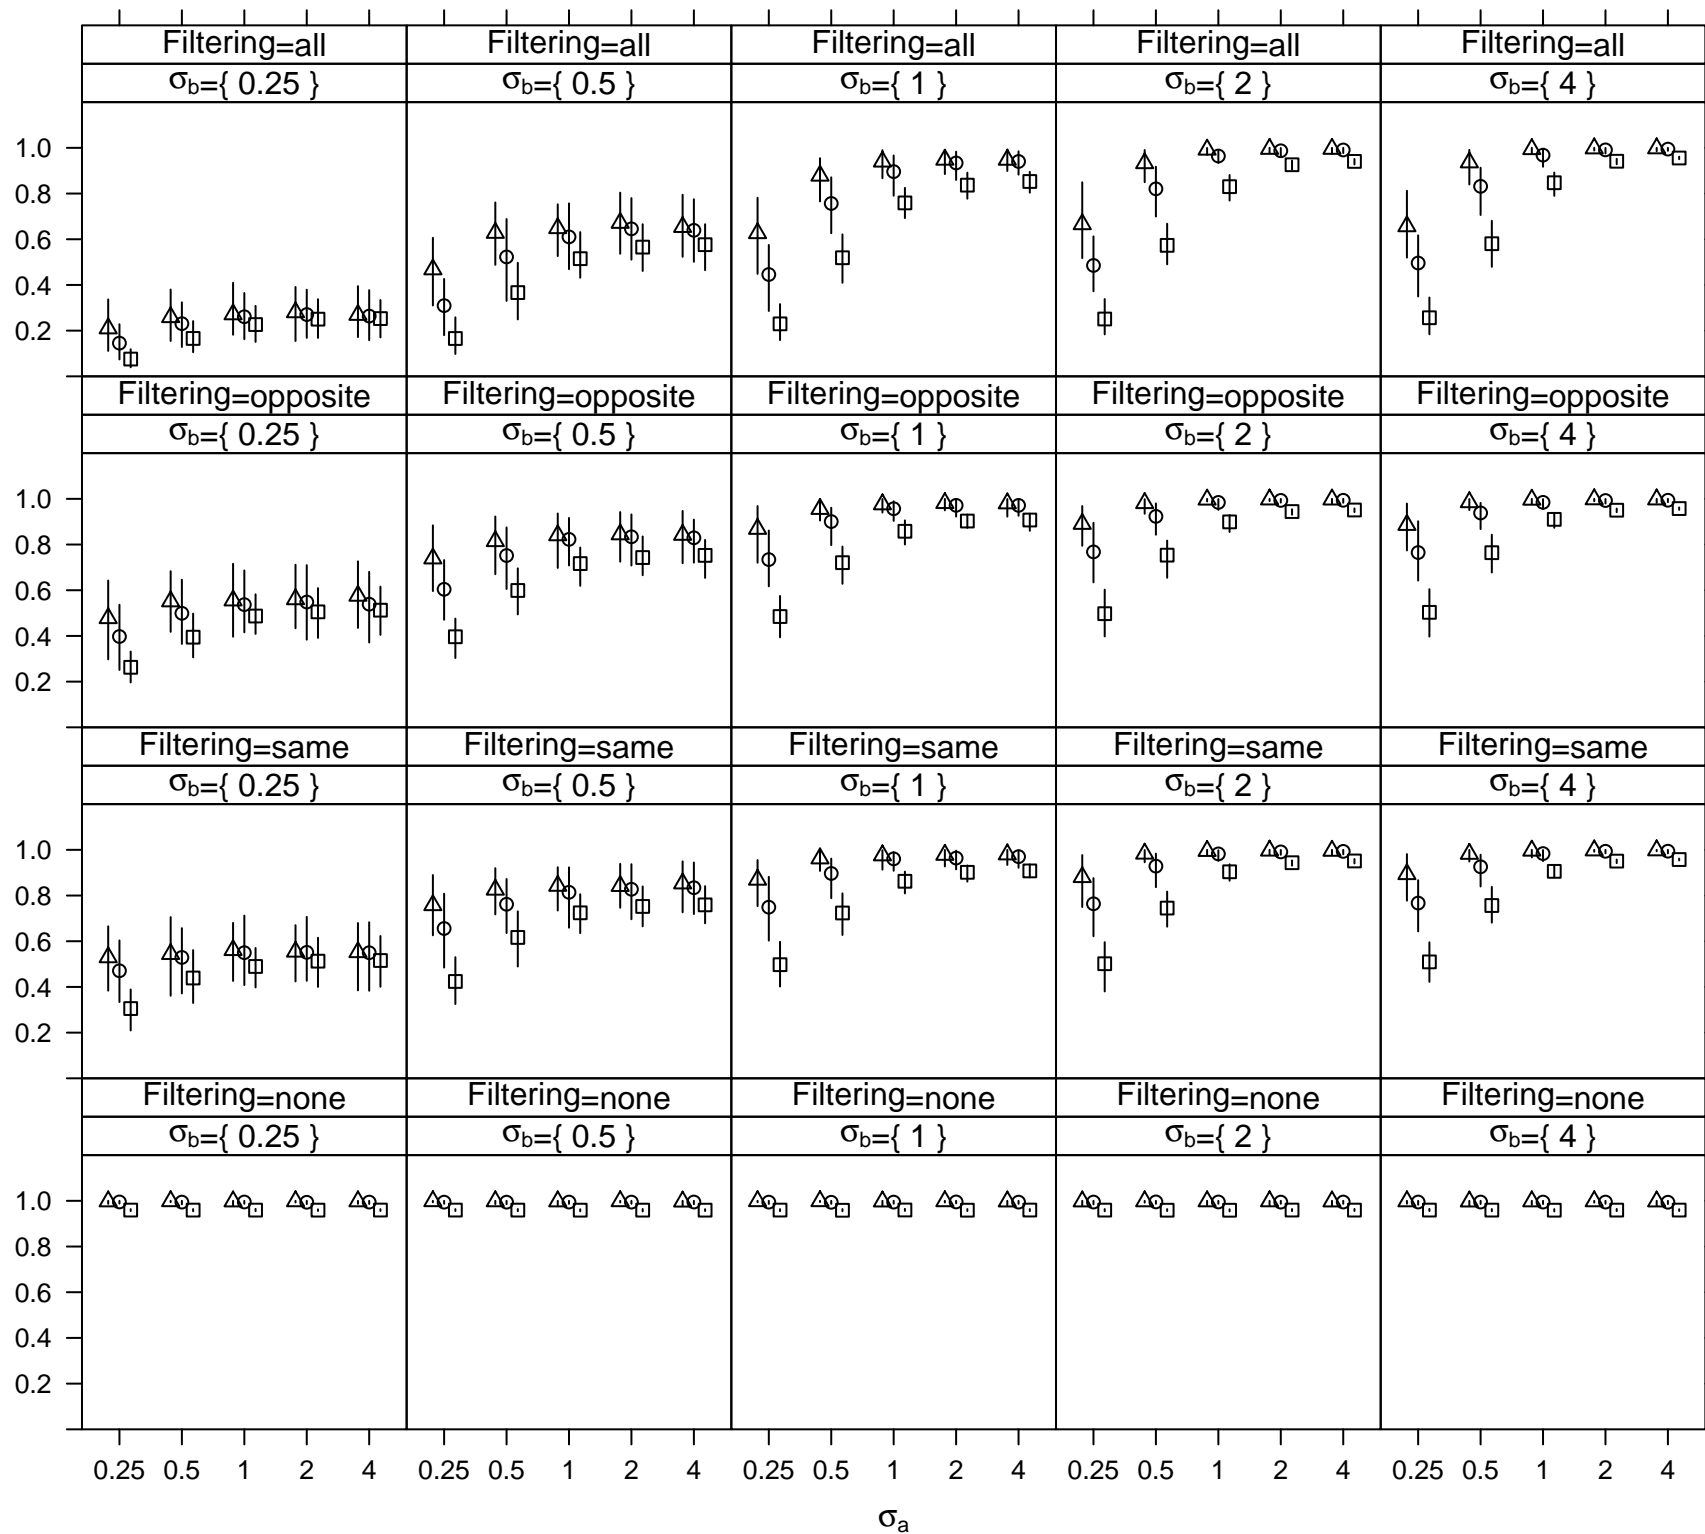 Filtering=all Filtering=all Filtering=all Filtering=all Filtering=all
σb={ 0.25 } σb={ 0.5 } σb={ 1 } σb={ 2 } σb={ 4 }
1.0
0.8
0.6
0.4
0.2
Filtering=opposite Filtering=opposite Filtering=opposite Filtering=opposite Filtering=opposite
σb={ 0.25 } σb={ 0.5 } σb={ 1 } σb={ 2 } σb={ 4 }
1.0
0.8
0.6
0.4
0.2
Filtering=same Filtering=same Filtering=same Filtering=same Filtering=same
σb={ 0.25 } σb={ 0.5 } σb={ 1 } σb={ 2 } σb={ 4 }
1.0
0.8
0.6
0.4
0.2
Filtering=none Filtering=none Filtering=none Filtering=none Filtering=none
σb={ 0.25 } σb={ 0.5 } σb={ 1 } σb={ 2 } σb={ 4 }
1.0
0.8
0.6
0.4
0.2
0.25 0.5 1 2 4 0.25 0.5 1 2 4 0.25 0.5 1 2 4 0.25 0.5 1 2 4 0.25 0.5 1 2 4
σa